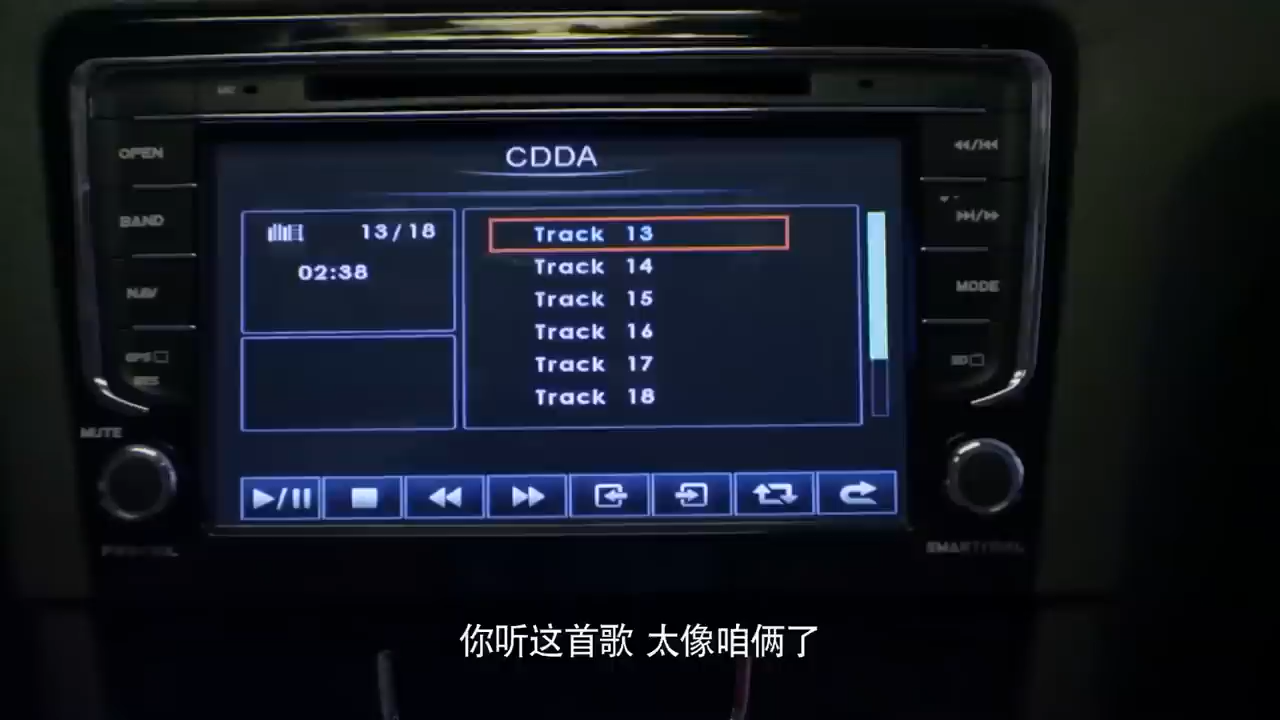 OPEN
BAND
NAV
MUTE
CDDA
13/18
02:38
Track 13
Track 14
Track 15
Track 16
Track 17
Track 18
MODE
你听这首歌 太像咱俩了